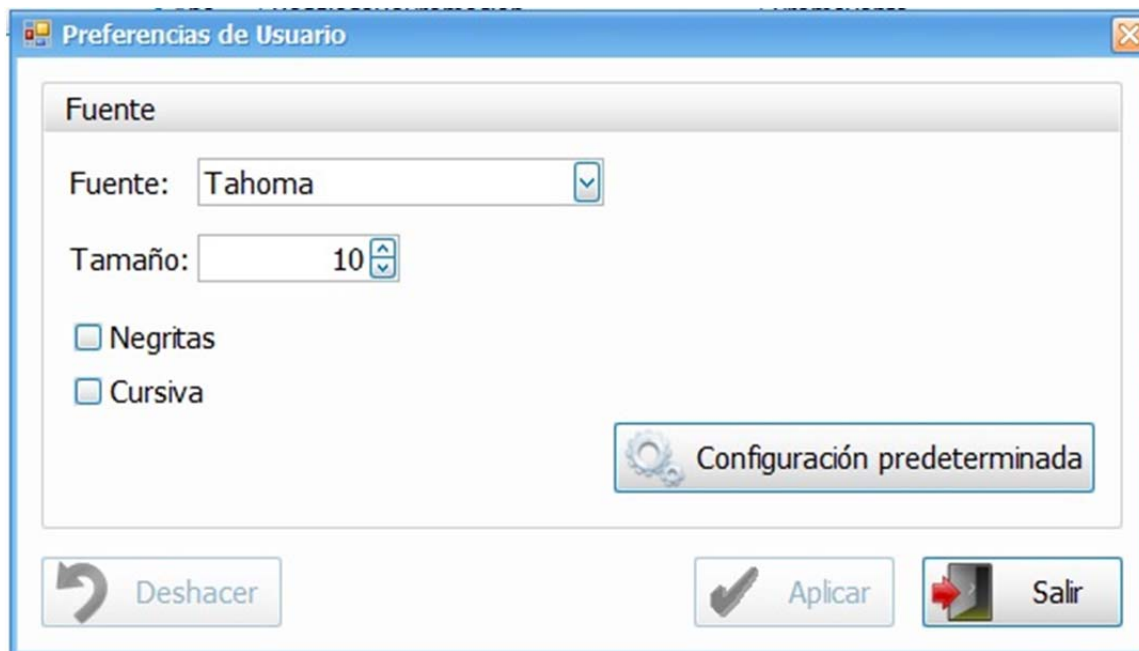 Preferencias de Usuario
Fuente
Fuente: Tahoma
Tamaño: 10
Negritas
Cursiva
Configuración predeterminada
Deshacer Aplicar Salir